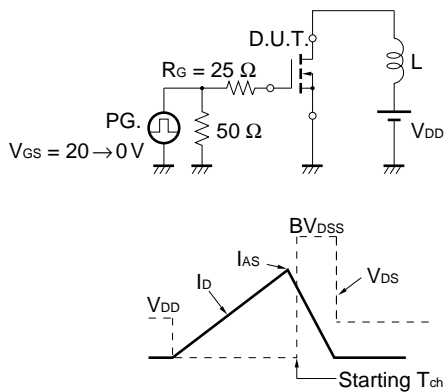 D.U.T.
RG = 25 Ω
L
PG.
50 Ω
VDD
VGS = 20 → 0 V
BVDSS
IAS
ID
VDS
VDD
Starting Tch